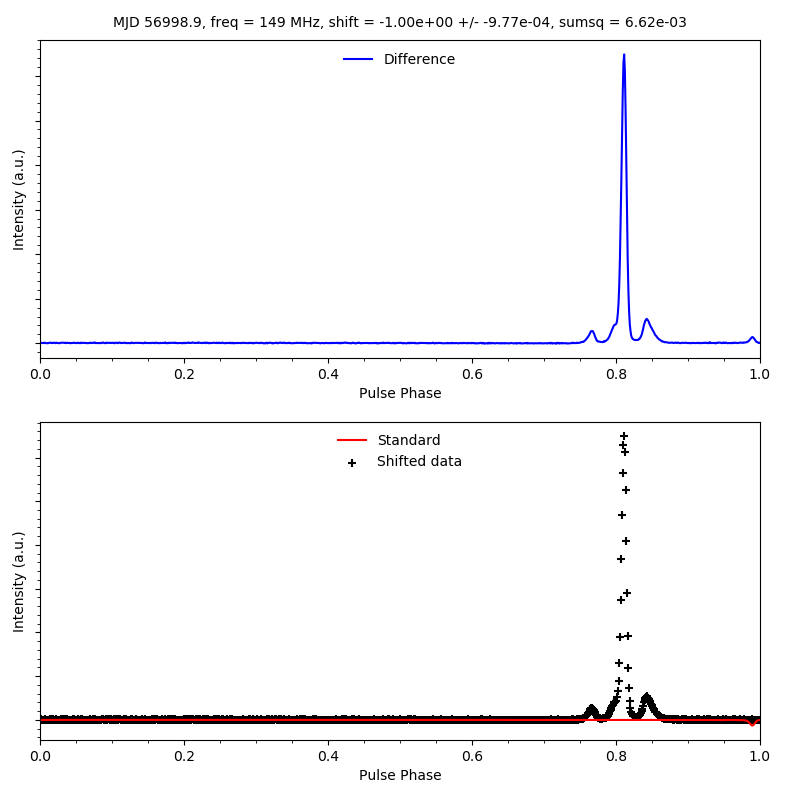 MJD 56998.9, freq = 149 MHz, shift = -1.00e+00 +/- -9.77e-04, sumsq = 6.62e-03
Difference
Intensity (a.u.)
0.0 0.2 0.4 0.6 0.8 1.0
Pulse Phase
Standard
Shifted data
Intensity (a.u.)
0.0 0.2 0.4 0.6 0.8 1.0
Pulse Phase